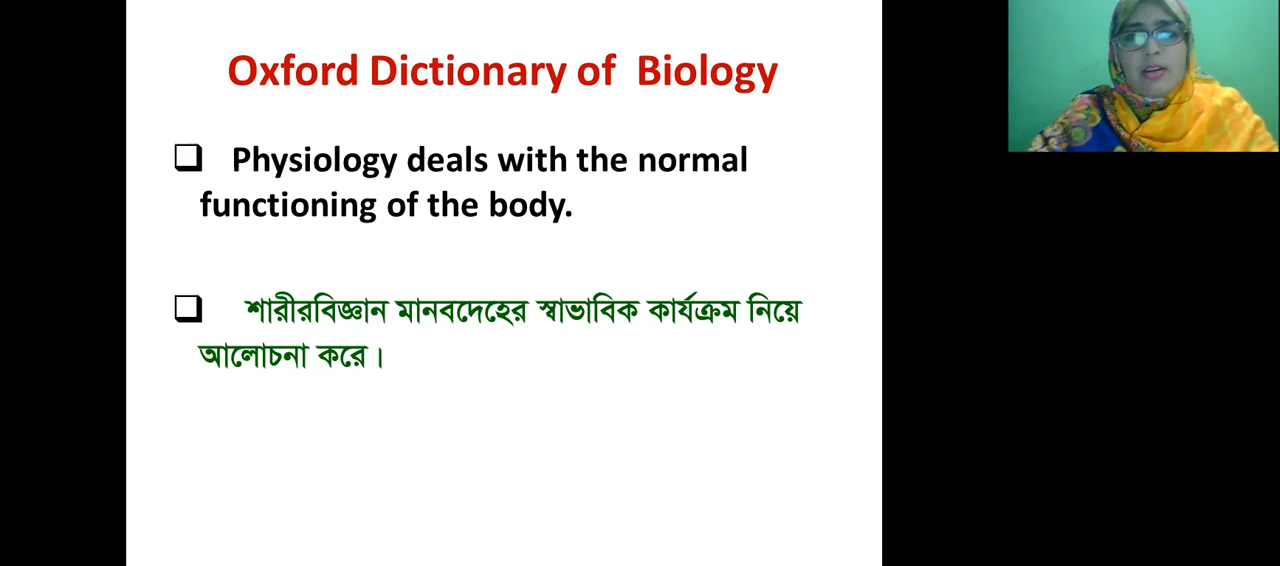 Oxford Dictionary of Biology
Physiology deals with the normal
functioning of the body.
শারীরবিজ্ঞান মানবদেহের স্বাভাবিক কার্যক্রম নিয়ে
আলোচনা করে।